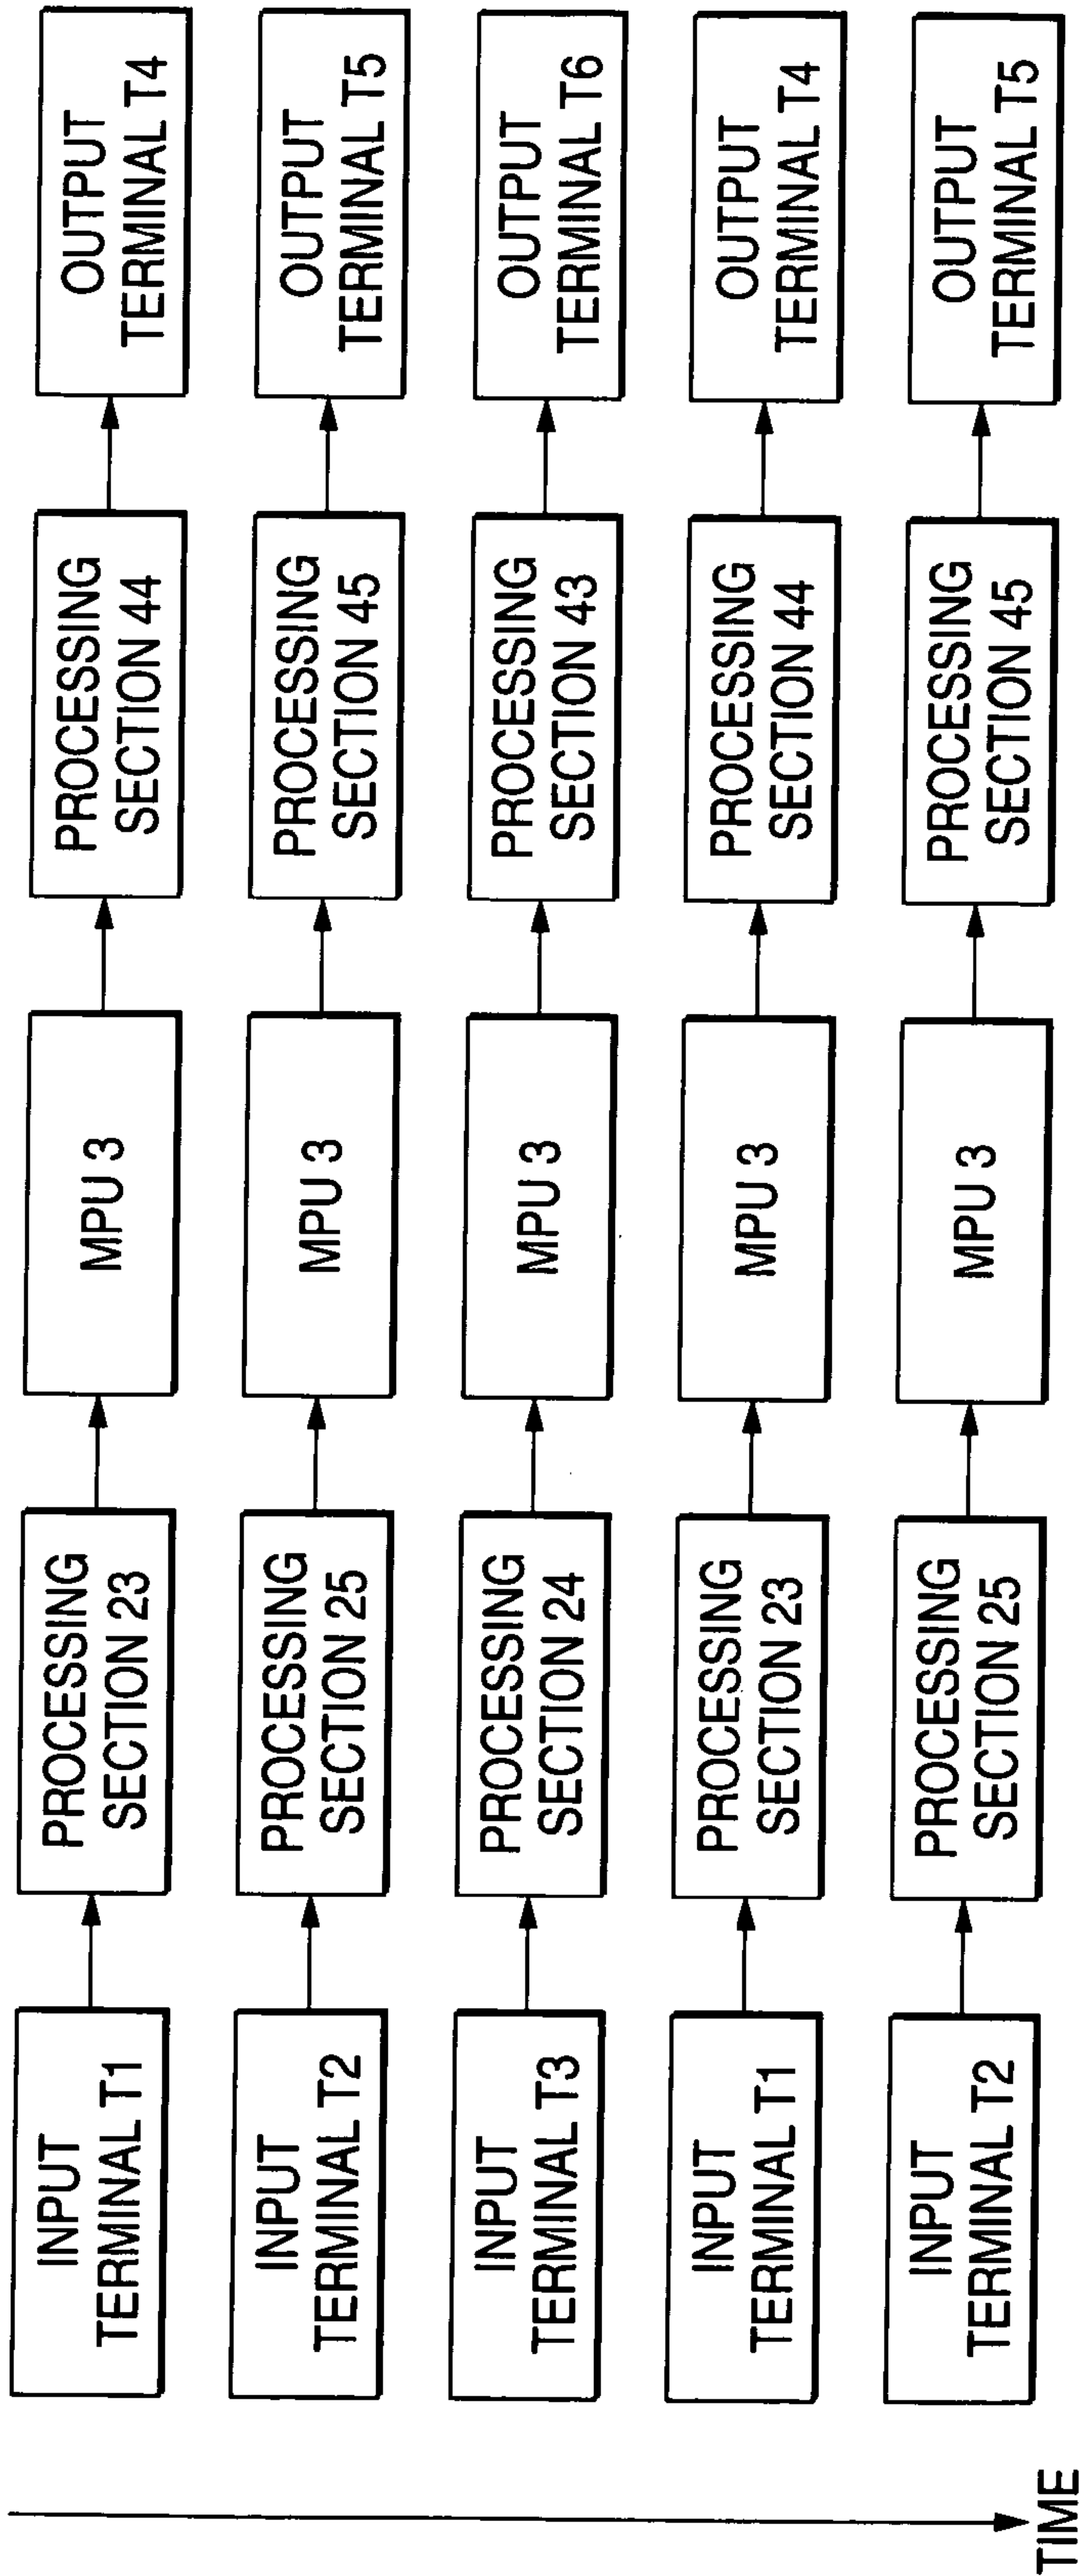 INPUT
TERMINAL T1
PROCESSING
SECTION 23
MPU 3
PROCESSING
SECTION 44
OUTPUT
TERMINAL T4
INPUT
TERMINAL T2
PROCESSING
SECTION 25
MPU 3
PROCESSING
SECTION 45
OUTPUT
TERMINAL T5
INPUT
TERMINAL T3
PROCESSING
SECTION 24
MPU 3
PROCESSING
SECTION 43
OUTPUT
TERMINAL T6
INPUT
TERMINAL T1
PROCESSING
SECTION 23
MPU 3
PROCESSING
SECTION 44
OUTPUT
TERMINAL T4
INPUT
TERMINAL T2
PROCESSING
SECTION 25
MPU 3
PROCESSING
SECTION 45
OUTPUT
TERMINAL T5
TIME